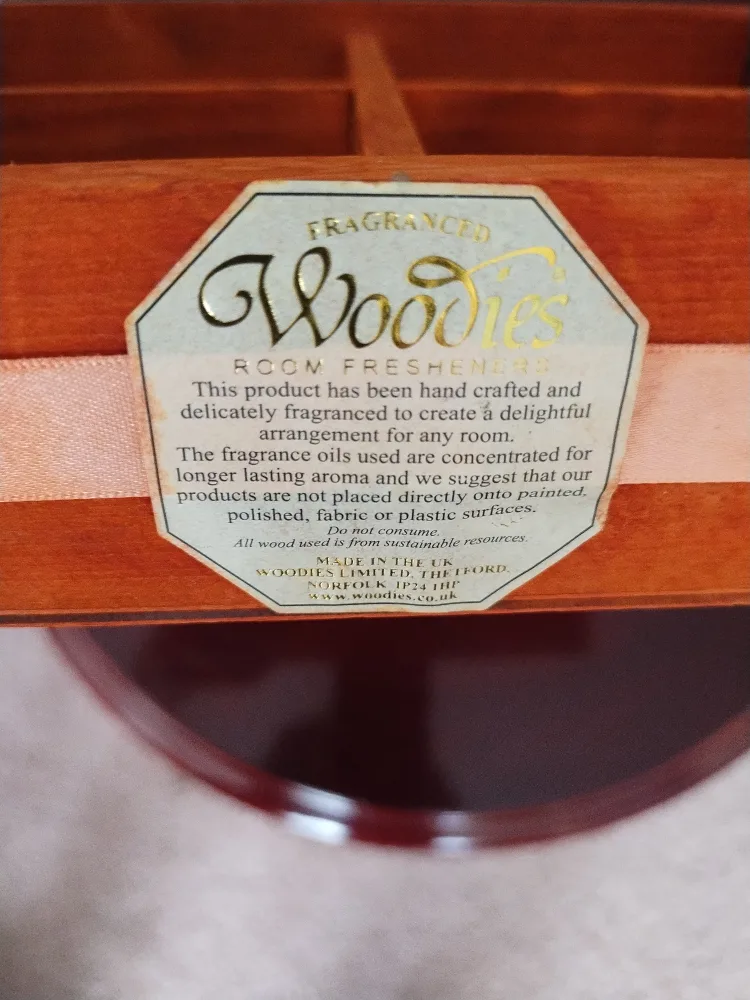 FRAGRANCED
Woodies
ROOM FRESHENERS
This product has been hand crafted and
delicately fragranced to create a delightful
arrangement for any room.
The fragrance oils used are concentrated for
longer lasting aroma and we suggest that our
products are not placed directly onto painted,
polished, fabric or plastic surfaces.
Do not consume.
All wood used is from sustainable resources.
MADE IN THE UK
WOODIES LIMITED, THETFORD,
NORFOLK IP24 1HP
www.woodies.co.uk